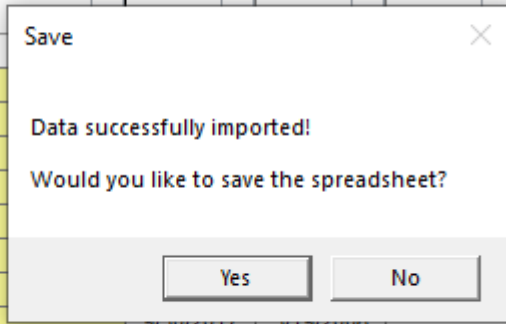 Save
Data successfully imported!
Would you like to save the spreadsheet?
Yes
No